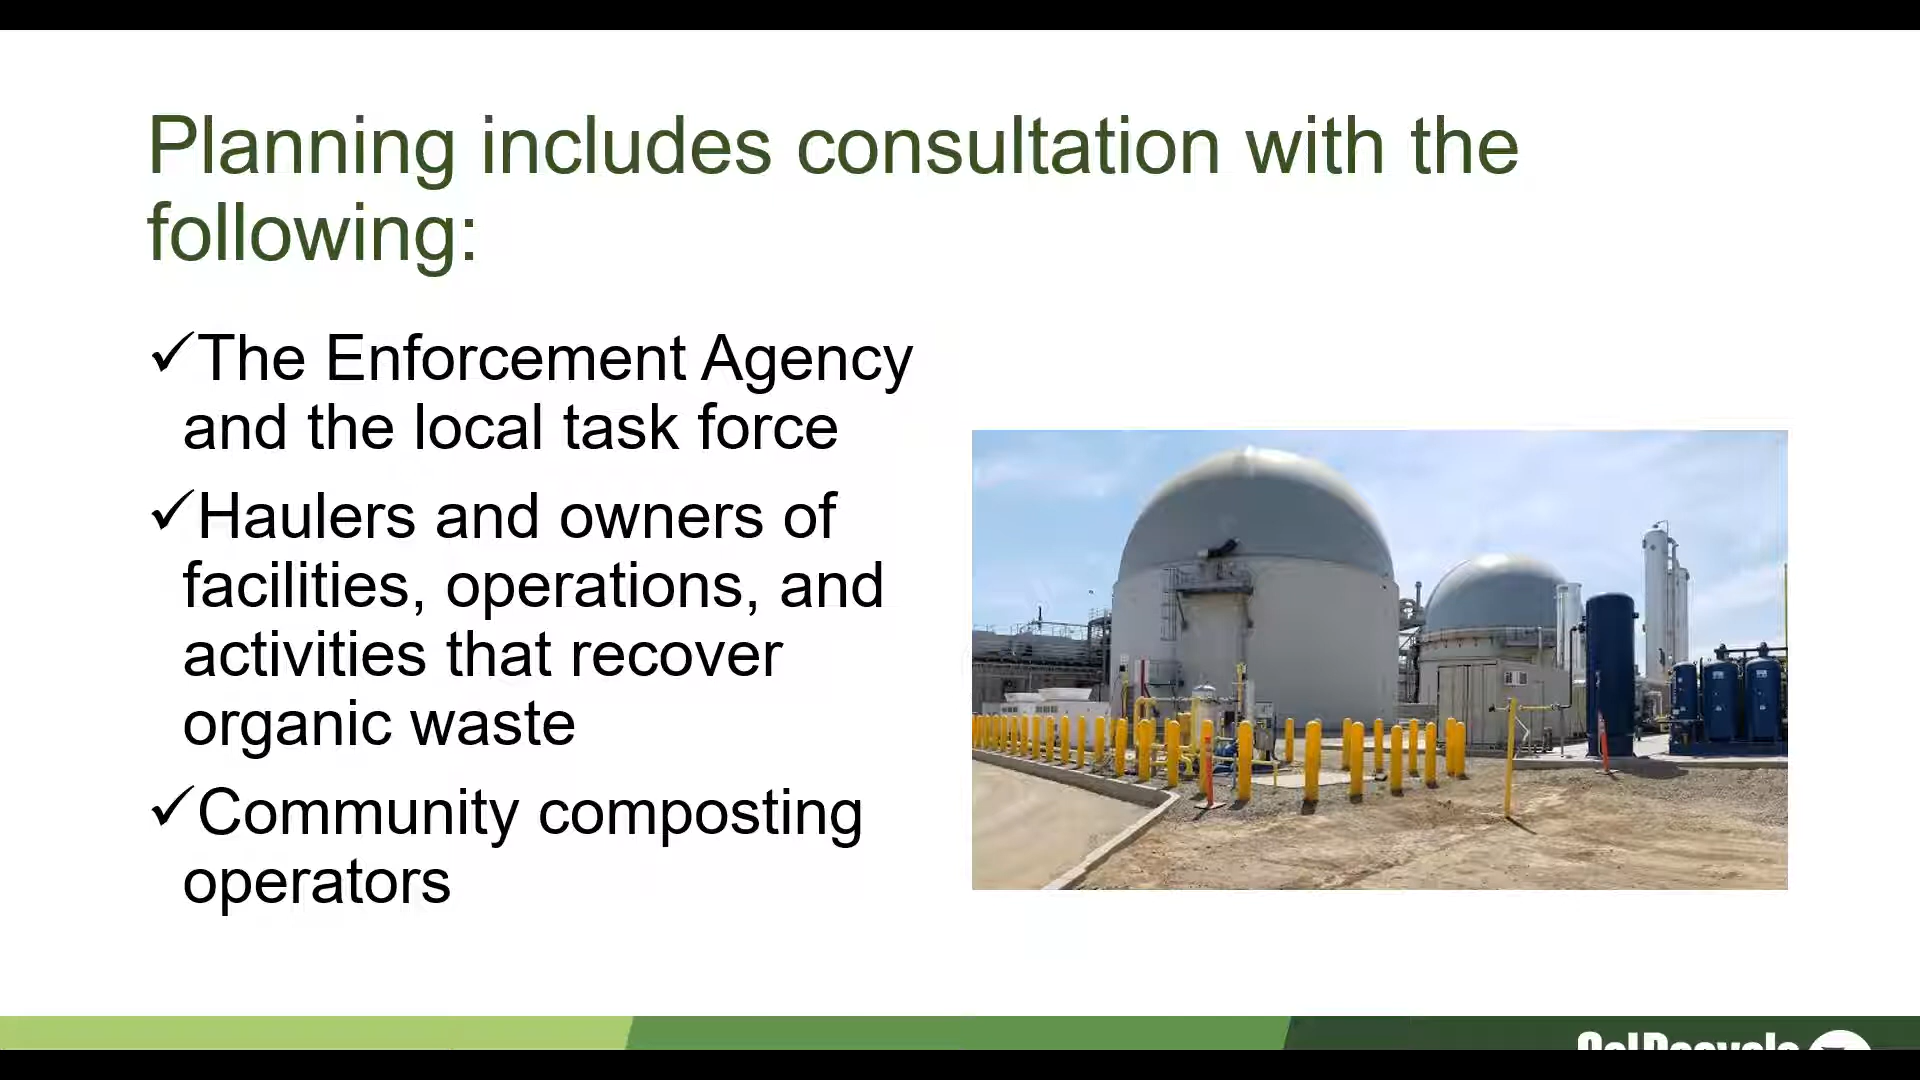 Planning includes consultation with the
following:
✓The Enforcement Agency
and the local task force
✓Haulers and owners of
facilities, operations, and
activities that recover
organic waste
✓Community composting
operators
CalRecycle